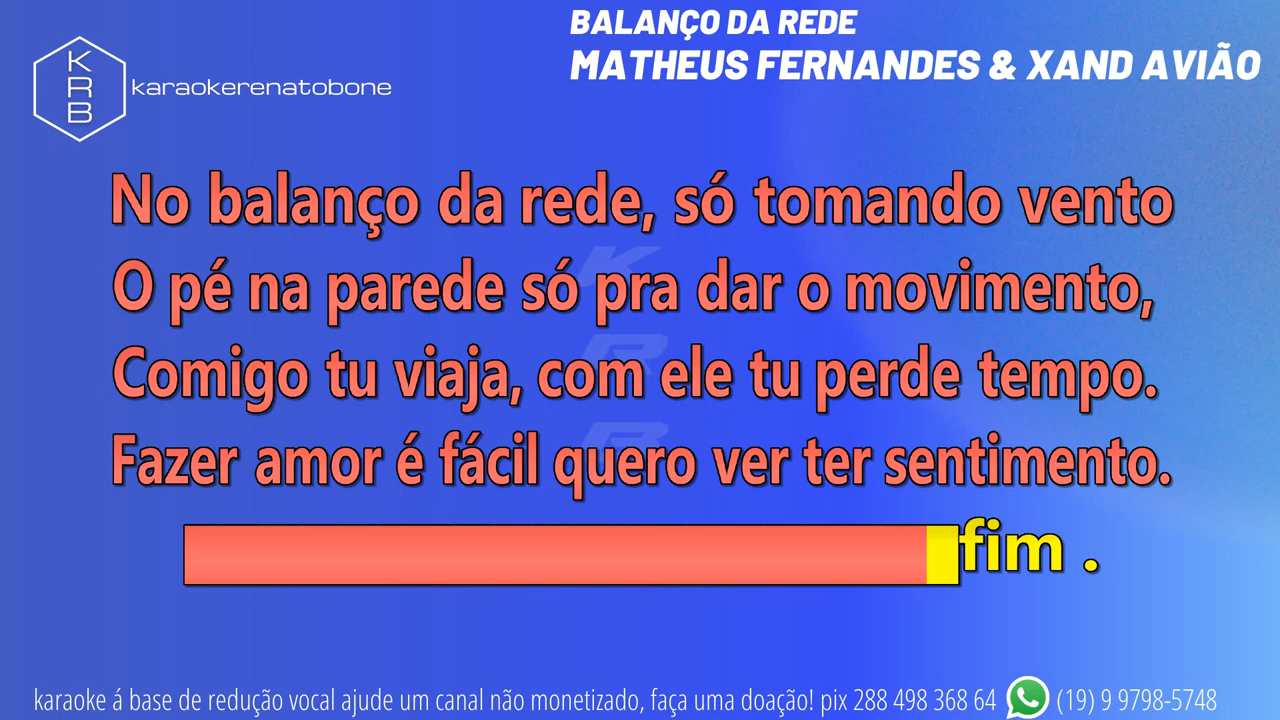 BALANÇO DA REDE
MATHEUS FERNANDES & XAND AVIÃO
KRB
karaokerenatobone
No balanço da rede, só tomando vento
O pé na parede só pra dar o movimento,
Comigo tu viaja, com ele tu perde tempo.
Fazer amor é fácil quero ver ter sentimento.
fim .
KRB
karaoke á base de redução vocal ajude um canal não monetizado, faça uma doação! pix 288 498 368 64 (19) 9 9798-5748